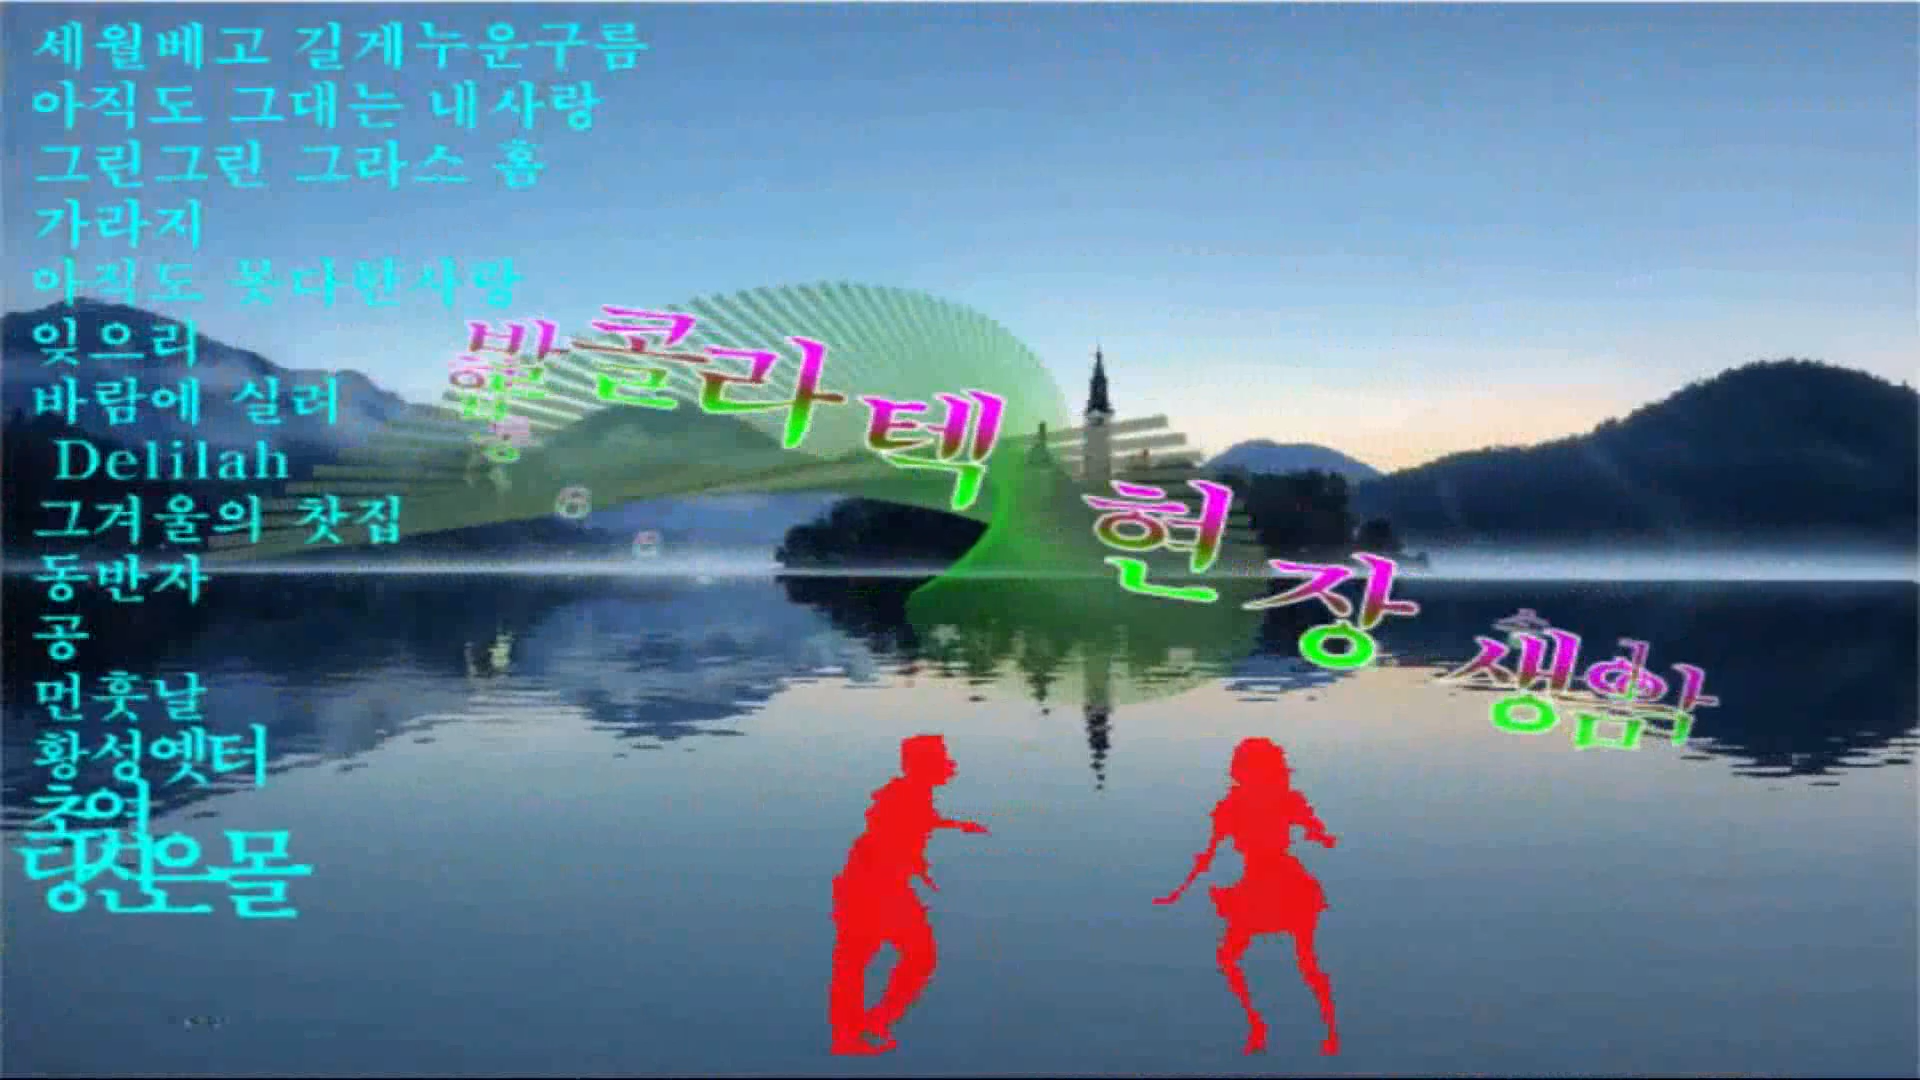 세월베고 길게누운구름
아직도 그대는 내사랑
그린그린 그라스 홈
가라지
아직도 못다한사랑
잊으리
바람에 실려
Delilah
그겨울의 찻집
동반자
공
먼훗날
황성옛터
초여
당신은몰
콜라텍 현장